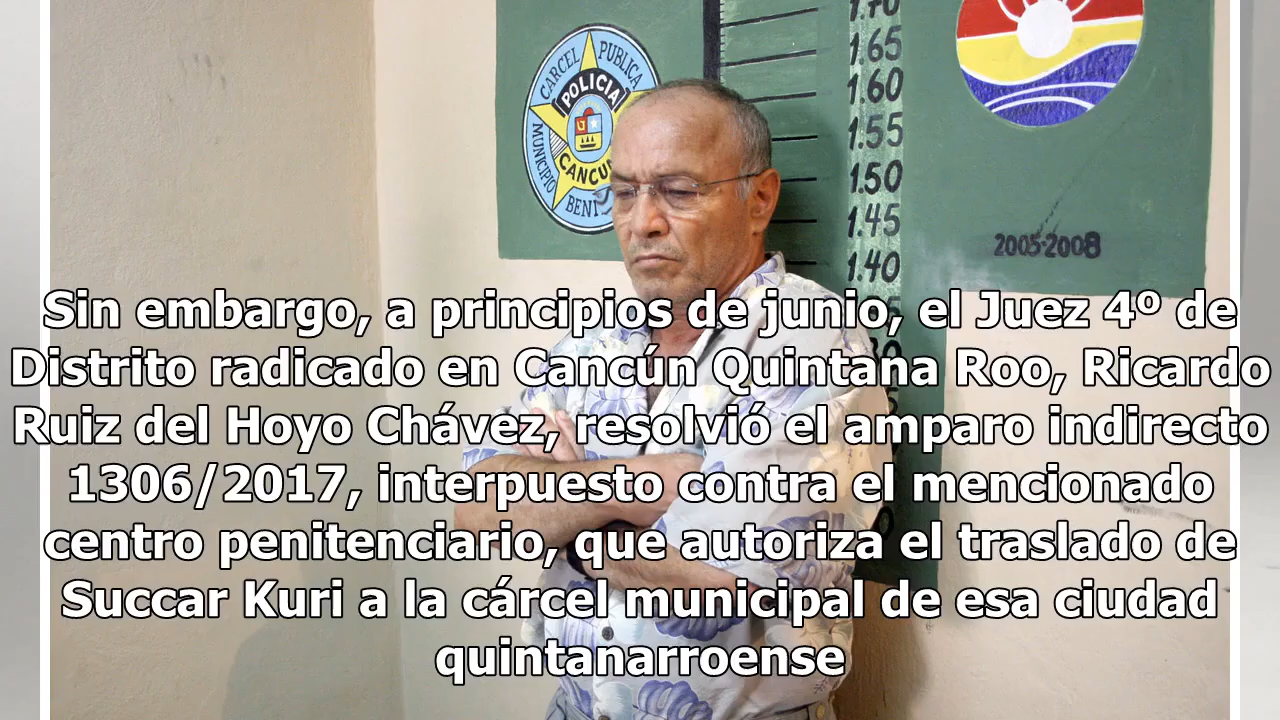 CARCEL PUBLICA
POLICIA
CANCUN
MUNICIPIO
1.70
1.65
1.60
1.55
1.50
1.45
1.40
2005-2008
Sin embargo, a principios de junio, el Juez 4º de
Distrito radicado en Cancún Quintana Roo, Ricardo
Ruiz del Hoyo Chávez, resolvió el amparo indirecto
1306/2017, interpuesto contra el mencionado
centro penitenciario, que autoriza el traslado de
Succar Kuri a la cárcel municipal de esa ciudad
quintanarroense